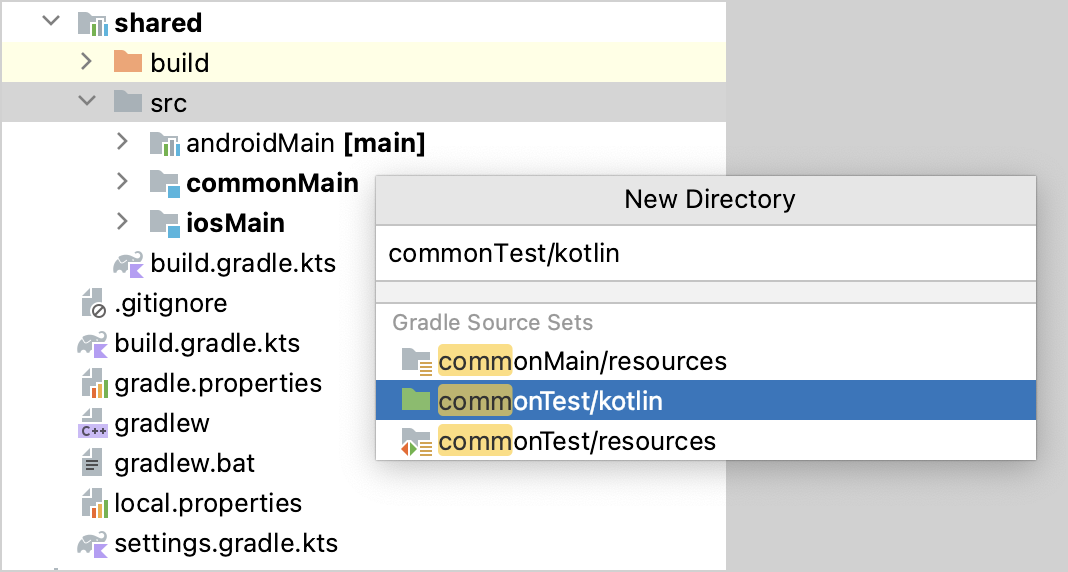 shared
build
src
androidMain [main]
commonMain
iosMain
build.gradle.kts
.gitignore
build.gradle.kts
gradle.properties
C++ gradlew
gradlew.bat
local.properties
settings.gradle.kts
New Directory
commonTest/kotlin
Gradle Source Sets
commonMain/resources
commonTest/kotlin
commonTest/resources